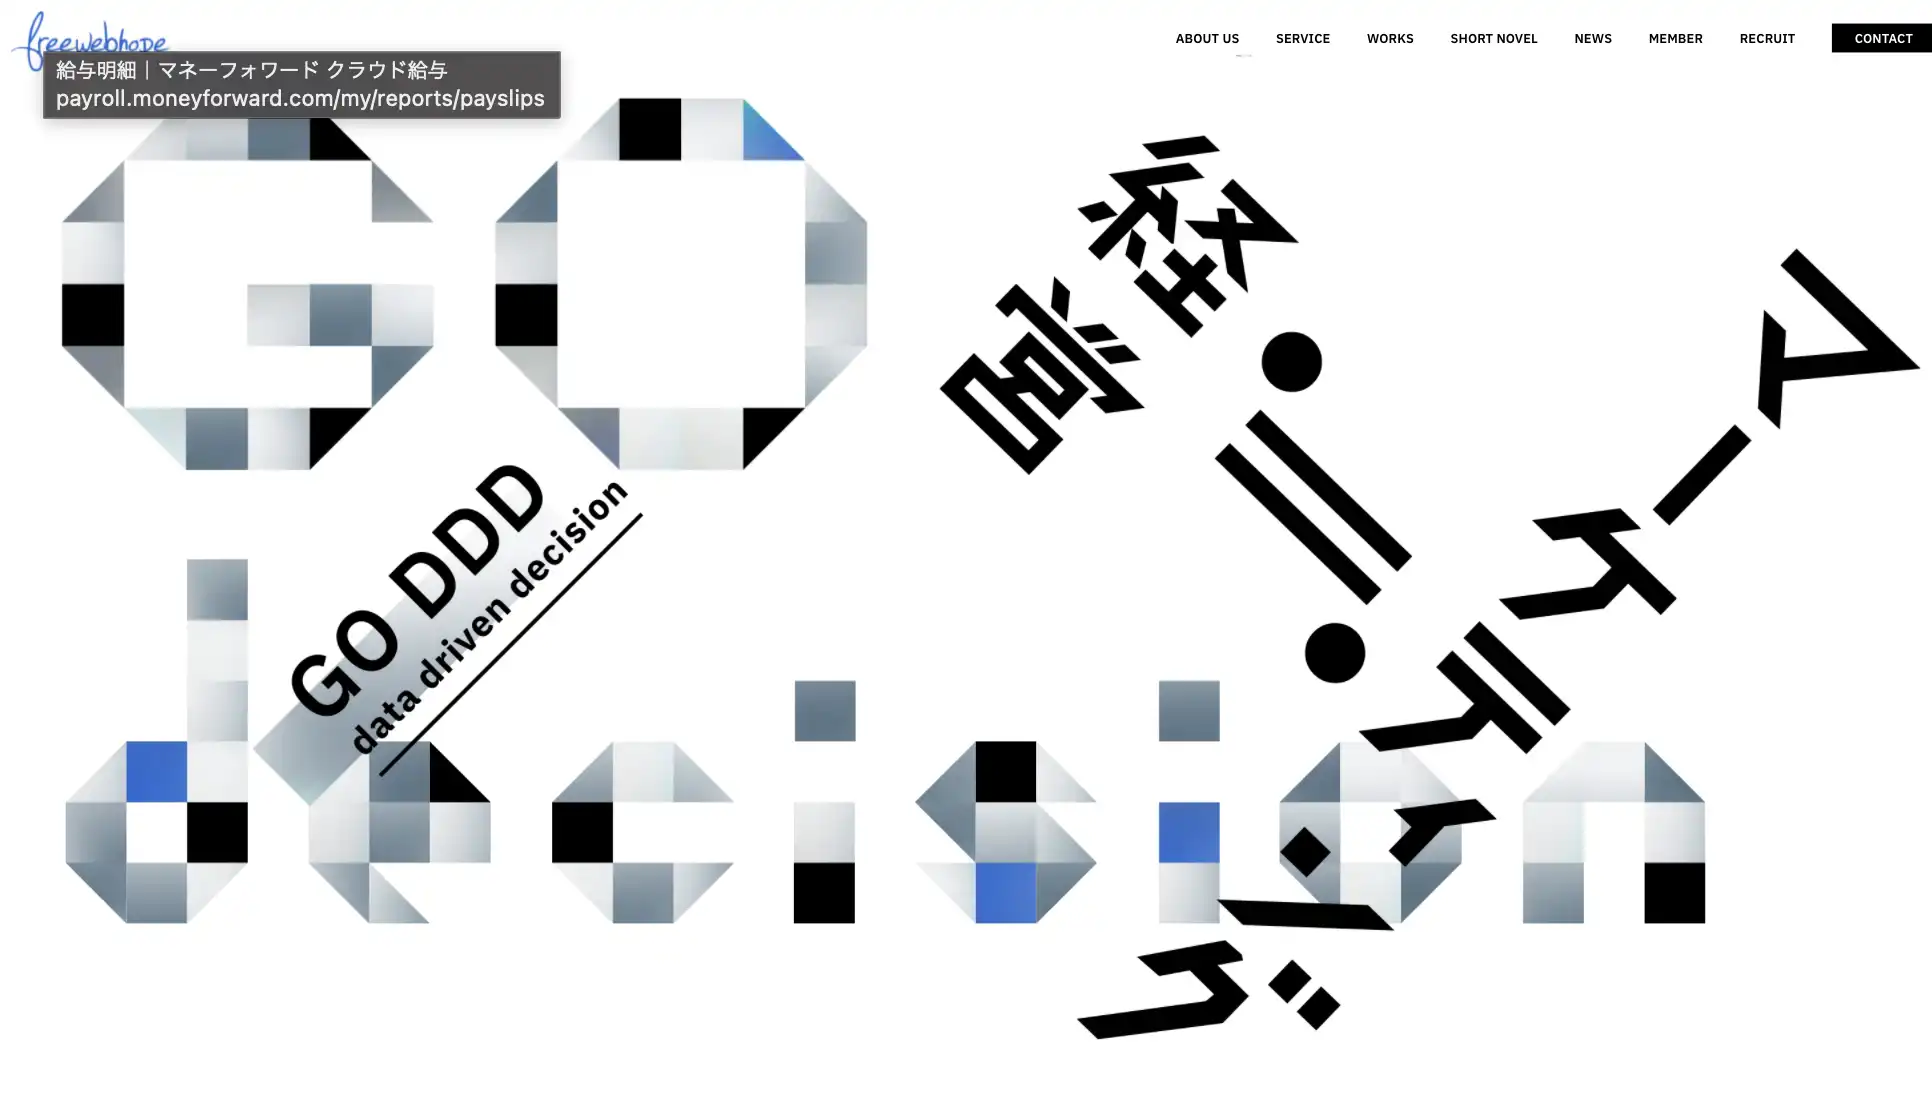 freewebhope
ABOUT US
SERVICE
WORKS
SHORT NOVEL
NEWS
MEMBER
RECRUIT
CONTACT
給与明細｜マネーフォワード クラウド給与
payroll.moneyforward.com/my/reports/payslips
GO
decision
GO DDD
data driven decision
経営
マーケティング